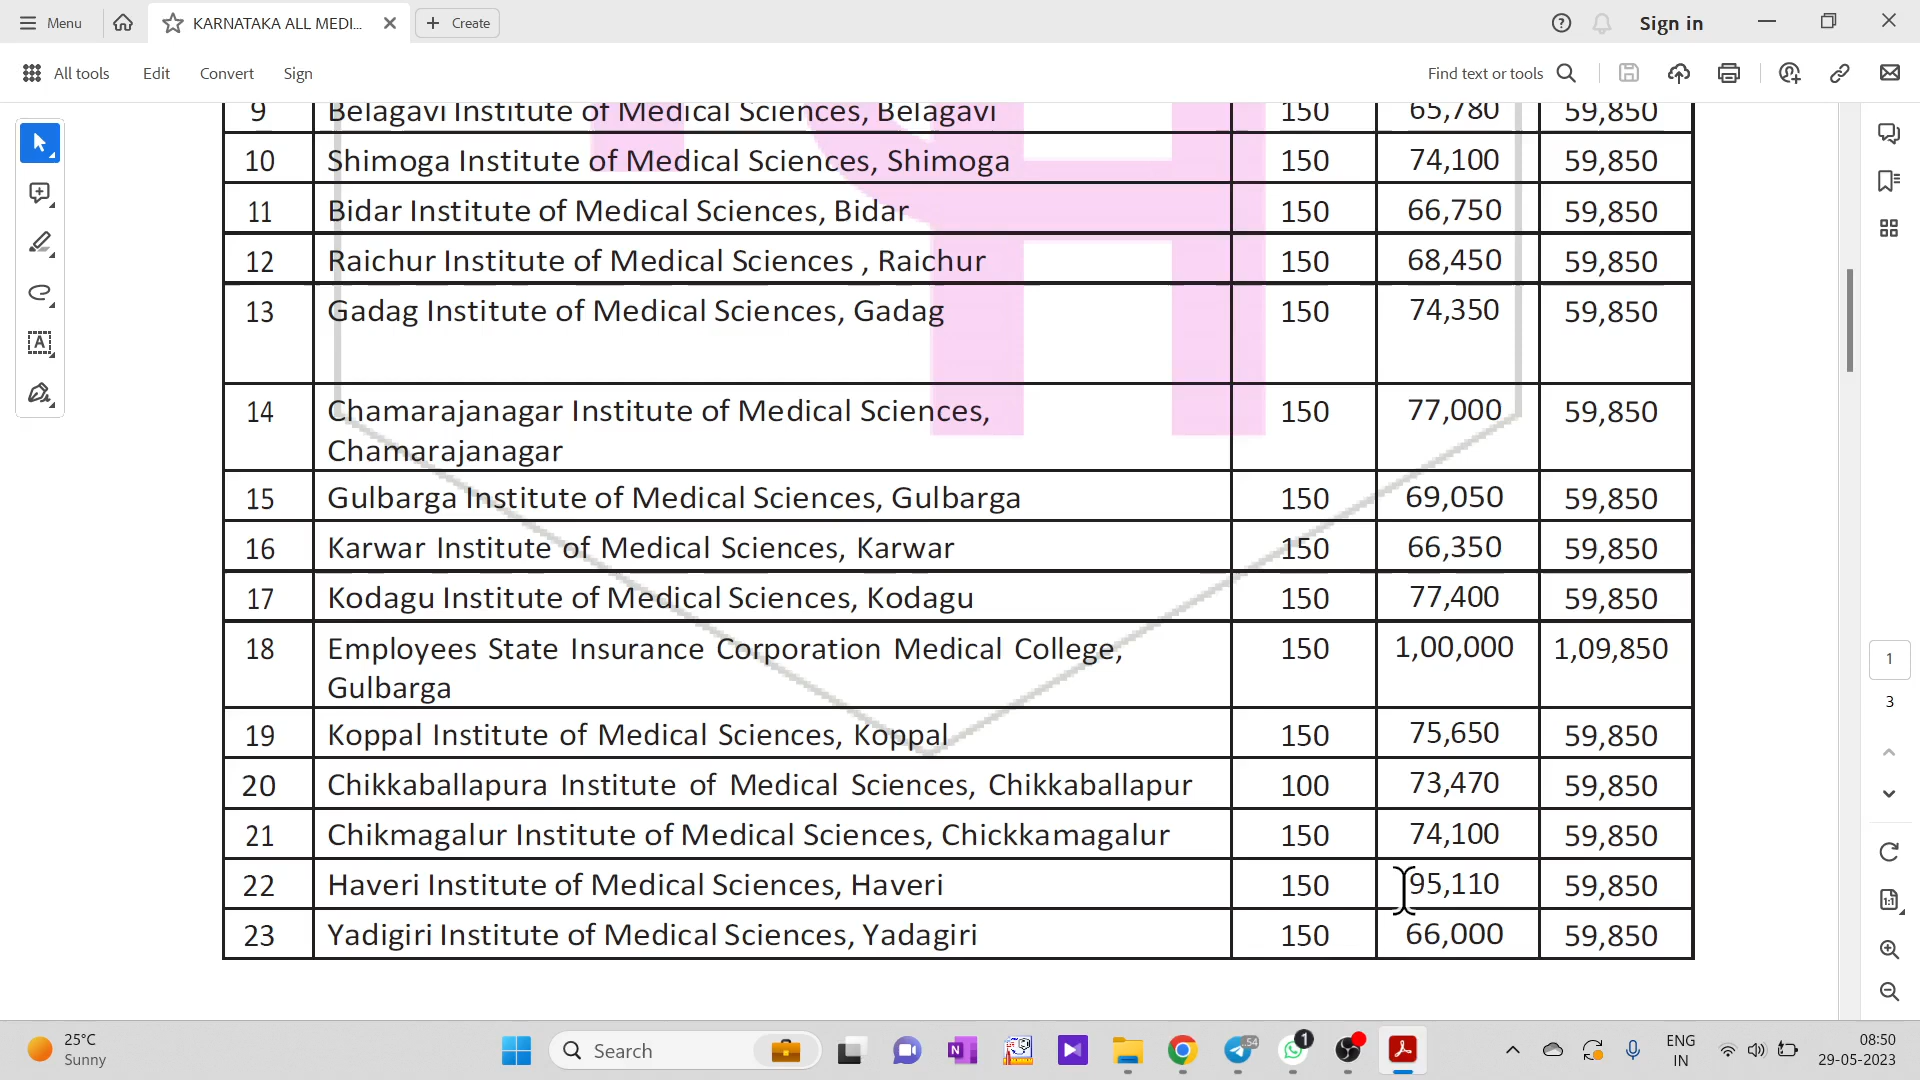 Menu
KARNATAKA ALL MEDI...
Create
Sign in
All tools
Edit
Convert
Sign
Find text or tools
9 Belagavi Institute of Medical Sciences, Belagavi 150 65,780 59,850
10 Shimoga Institute of Medical Sciences, Shimoga 150 74,100 59,850
11 Bidar Institute of Medical Sciences, Bidar 150 66,750 59,850
12 Raichur Institute of Medical Sciences , Raichur 150 68,450 59,850
13 Gadag Institute of Medical Sciences, Gadag 150 74,350 59,850
14 Chamarajanagar Institute of Medical Sciences, 150 77,000 59,850
Chamarajanagar
15 Gulbarga Institute of Medical Sciences, Gulbarga 150 69,050 59,850
16 Karwar Institute of Medical Sciences, Karwar 150 66,350 59,850
17 Kodagu Institute of Medical Sciences, Kodagu 150 77,400 59,850
18 Employees State Insurance Corporation Medical College, 150 1,00,000 1,09,850
Gulbarga
19 Koppal Institute of Medical Sciences, Koppal 150 75,650 59,850
20 Chikkaballapura Institute of Medical Sciences, Chikkaballapur 100 73,470 59,850
21 Chikmagalur Institute of Medical Sciences, Chickkamagalur 150 74,100 59,850
22 Haveri Institute of Medical Sciences, Haveri 150 95,110 59,850
23 Yadigiri Institute of Medical Sciences, Yadagiri 150 66,000 59,850
1
3
25°C
Sunny
Search
54
1
ENG
IN
08:50
29-05-2023